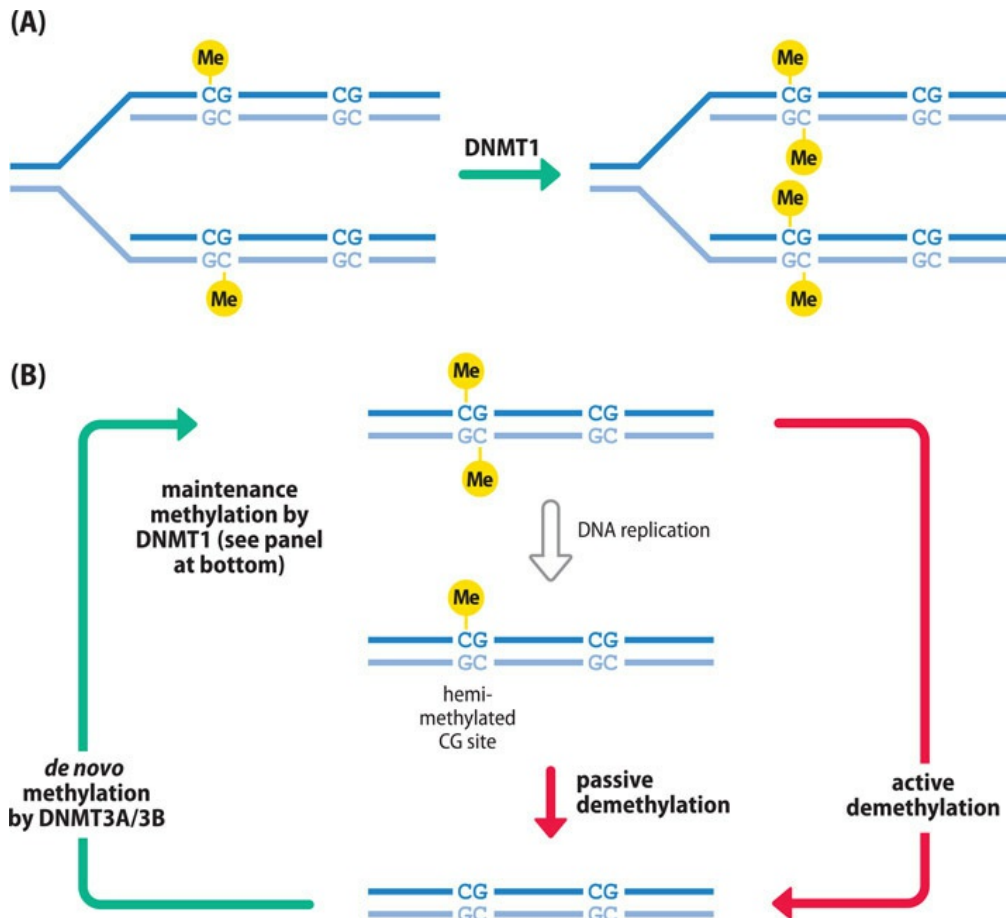 (A)
Me
CG CG
GC GC
DNMT1
CG CG
GC GC
Me
Me
CG CG
GC GC
Me
Me
CG CG
GC GC
Me
(B)
Me
CG CG
GC GC
Me
maintenance
methylation by
DNMT1 (see panel
at bottom)
DNA replication
Me
CG CG
GC GC
hemi-
methylated
CG site
de novo
methylation
by DNMT3A/3B
passive
demethylation
active
demethylation
CG CG
GC GC